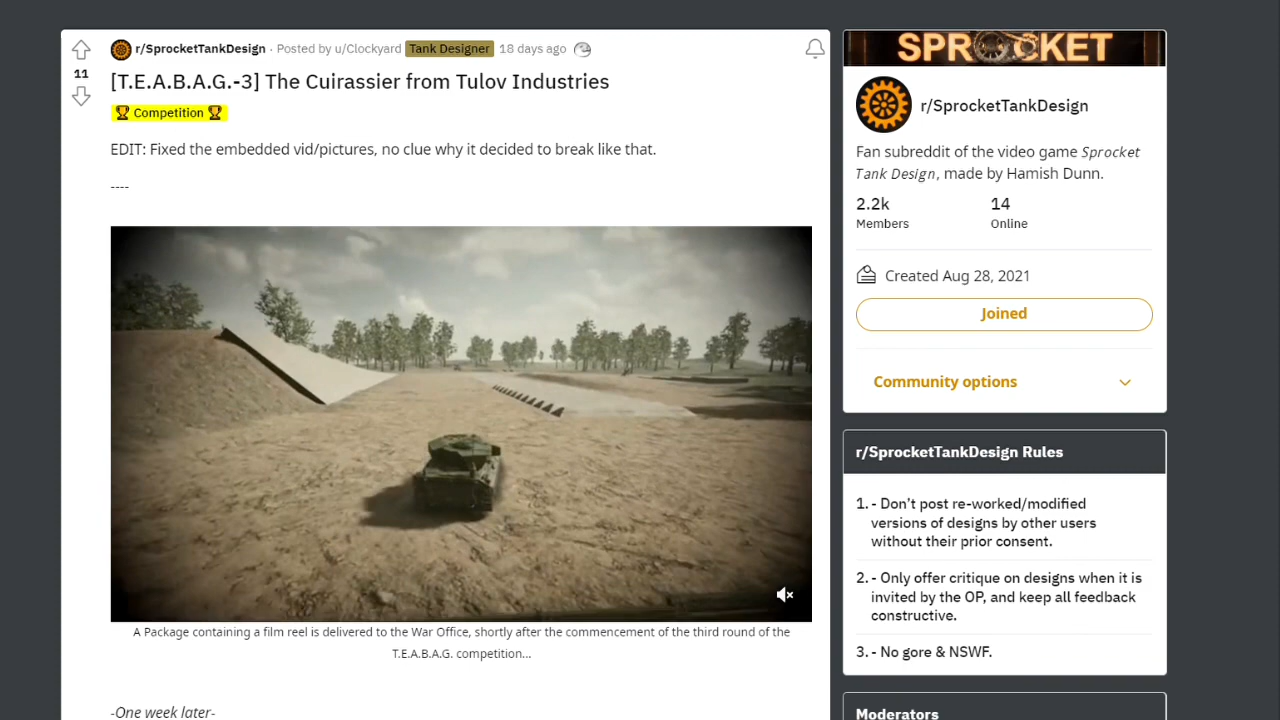 r/SprocketTankDesign · Posted by u/Clockyard Tank Designer 18 days ago
11
[T.E.A.B.A.G.-3] The Cuirassier from Tulov Industries
Competition
EDIT: Fixed the embedded vid/pictures, no clue why it decided to break like that.
----
A Package containing a film reel is delivered to the War Office, shortly after the commencement of the third round of the
T.E.A.B.A.G. competition...
-One week later-
SPROCKET
r/SprocketTankDesign
Fan subreddit of the video game Sprocket
Tank Design, made by Hamish Dunn.
2.2k 14
Members Online
Created Aug 28, 2021
Joined
Community options
r/SprocketTankDesign Rules
1. - Don't post re-worked/modified
versions of designs by other users
without their prior consent.
2. - Only offer critique on designs when it is
invited by the OP, and keep all feedback
constructive.
3. - No gore & NSWF.
Moderators